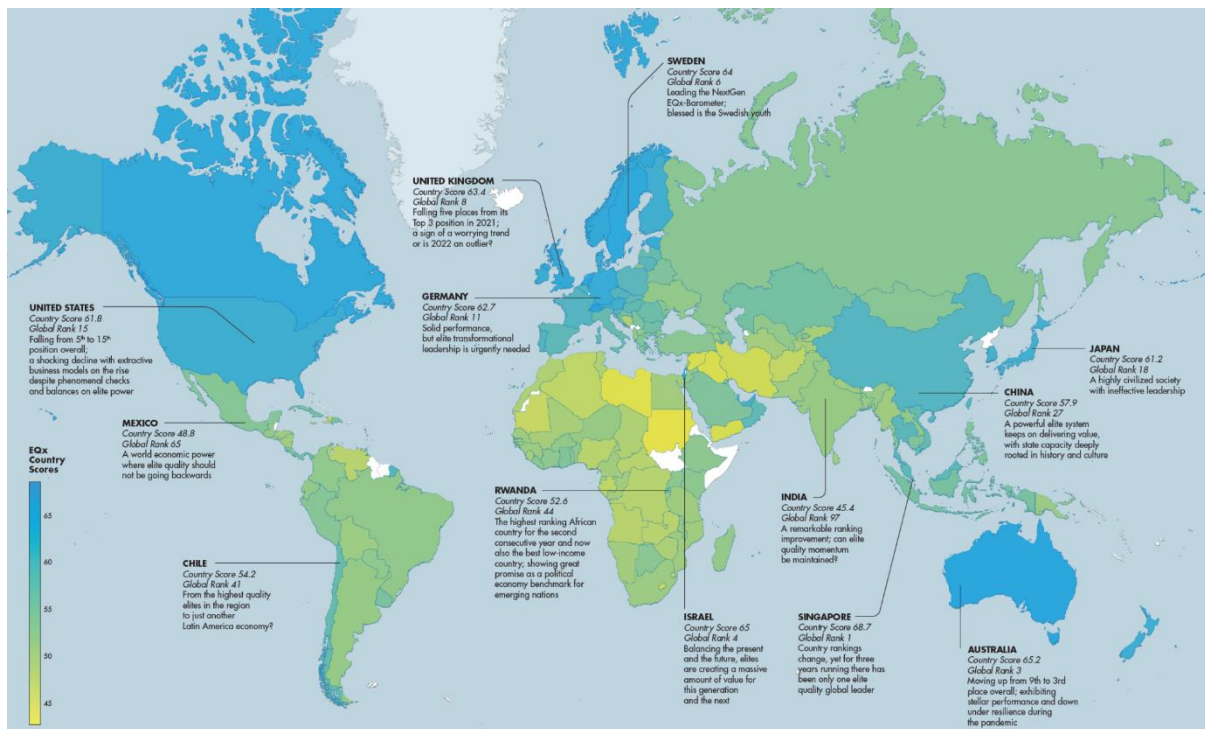 SWEDEN
Country Score 64
Global Rank 6
Leading the NextGen
EQx-Barometer;
blessed is the Swedish youth
UNITED KINGDOM
Country Score 63.4
Global Rank 8
Falling five places from its
Top 3 position in 2021;
a sign of a worrying trend
or is 2022 an outlier?
UNITED STATES
Country Score 61.8
Global Rank 15
Falling from 5th to 15th
position overall;
a shocking decline with extractive
business models on the rise
despite phenomenal checks
and balances on elite power
GERMANY
Country Score 62.7
Global Rank 11
Solid performance,
but elite transformational
leadership is urgently needed
JAPAN
Country Score 61.2
Global Rank 18
A highly civilized society
with ineffective leadership
CHINA
Country Score 57.9
Global Rank 27
A powerful elite system
keeps on delivering value,
with state capacity deeply
rooted in history and culture
MEXICO
Country Score 48.8
Global Rank 65
A world economic power
where elite quality should
not be going backwards
EQx
Country
Scores
65
60
55
50
45
RWANDA
Country Score 52.6
Global Rank 44
The highest ranking African
country for the second
consecutive year and now
also the best low-income
country; showing great
promise as a political
economy benchmark for
emerging nations
INDIA
Country Score 45.4
Global Rank 97
A remarkable ranking
improvement; can elite
quality momentum
be maintained?
CHILE
Country Score 54.2
Global Rank 41
From the highest quality
elites in the region
to just another
Latin America economy?
ISRAEL
Country Score 65
Global Rank 4
Balancing the present
and the future, elites
are creating a massive
amount of value for
this generation
and the next
SINGAPORE
Country Score 68.7
Global Rank 1
Country rankings
change, yet for three
years running there has
been only one elite
quality global leader
AUSTRALIA
Country Score 65.2
Global Rank 3
Moving up from 9th to 3rd
place overall; exhibiting
stellar performance and down
under resilience during
the pandemic